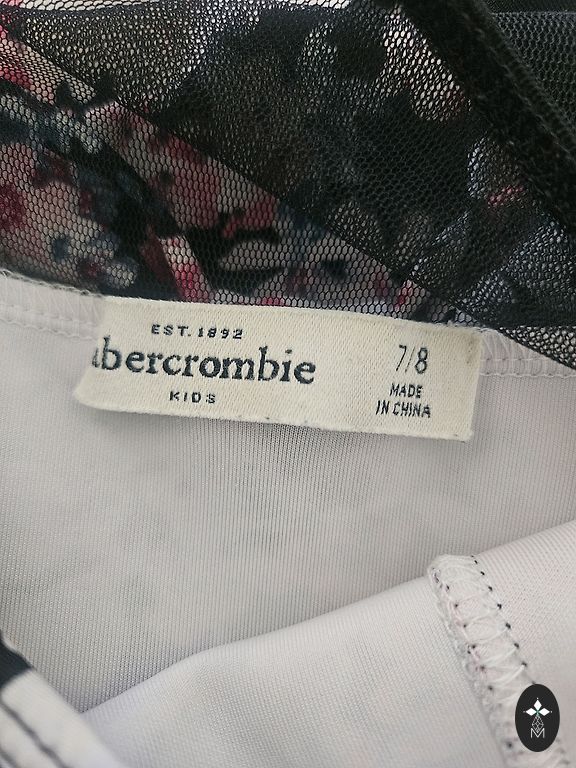 EST. 1892
abercrombie
KIDS
7/8
MADE
IN CHINA
M